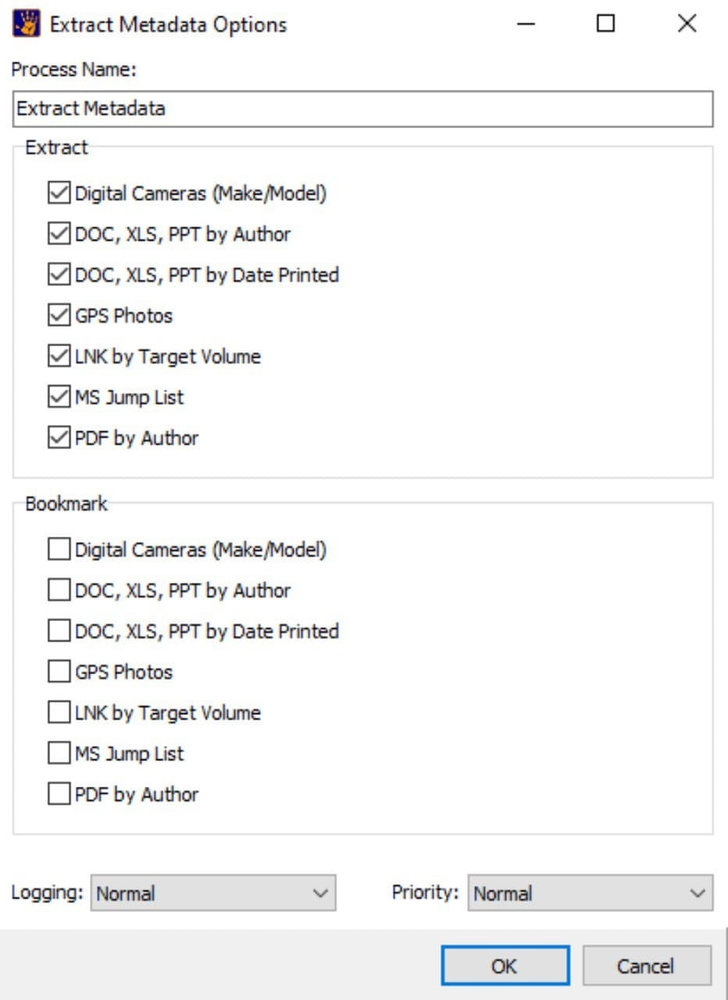 Extract Metadata Options
Process Name:
Extract Metadata
Extract
Digital Cameras (Make/Model)
DOC, XLS, PPT by Author
DOC, XLS, PPT by Date Printed
GPS Photos
LNK by Target Volume
MS Jump List
PDF by Author
Bookmark
Digital Cameras (Make/Model)
DOC, XLS, PPT by Author
DOC, XLS, PPT by Date Printed
GPS Photos
LNK by Target Volume
MS Jump List
PDF by Author
Logging: Normal Priority: Normal
OK Cancel